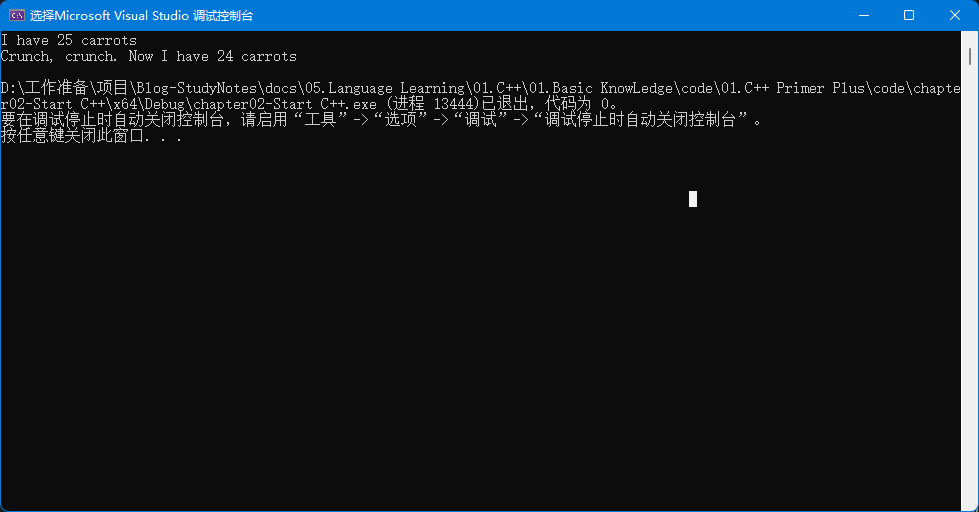 选择Microsoft Visual Studio 调试控制台
I have 25 carrots
Crunch, crunch. Now I have 24 carrots
D:\工作准备\项目\Blog-StudyNotes\docs\05.Language Learning\01.C++\01.Basic KnowLedge\code\01.C++ Primer Plus\code\chapte
r02-Start C++\x64\Debug\chapter02-Start C++.exe (进程 13444)已退出，代码为 0。
要在调试停止时自动关闭控制台，请启用“工具”->“选项”->“调试”->“调试停止时自动关闭控制台”。
按任意键关闭此窗口. . .